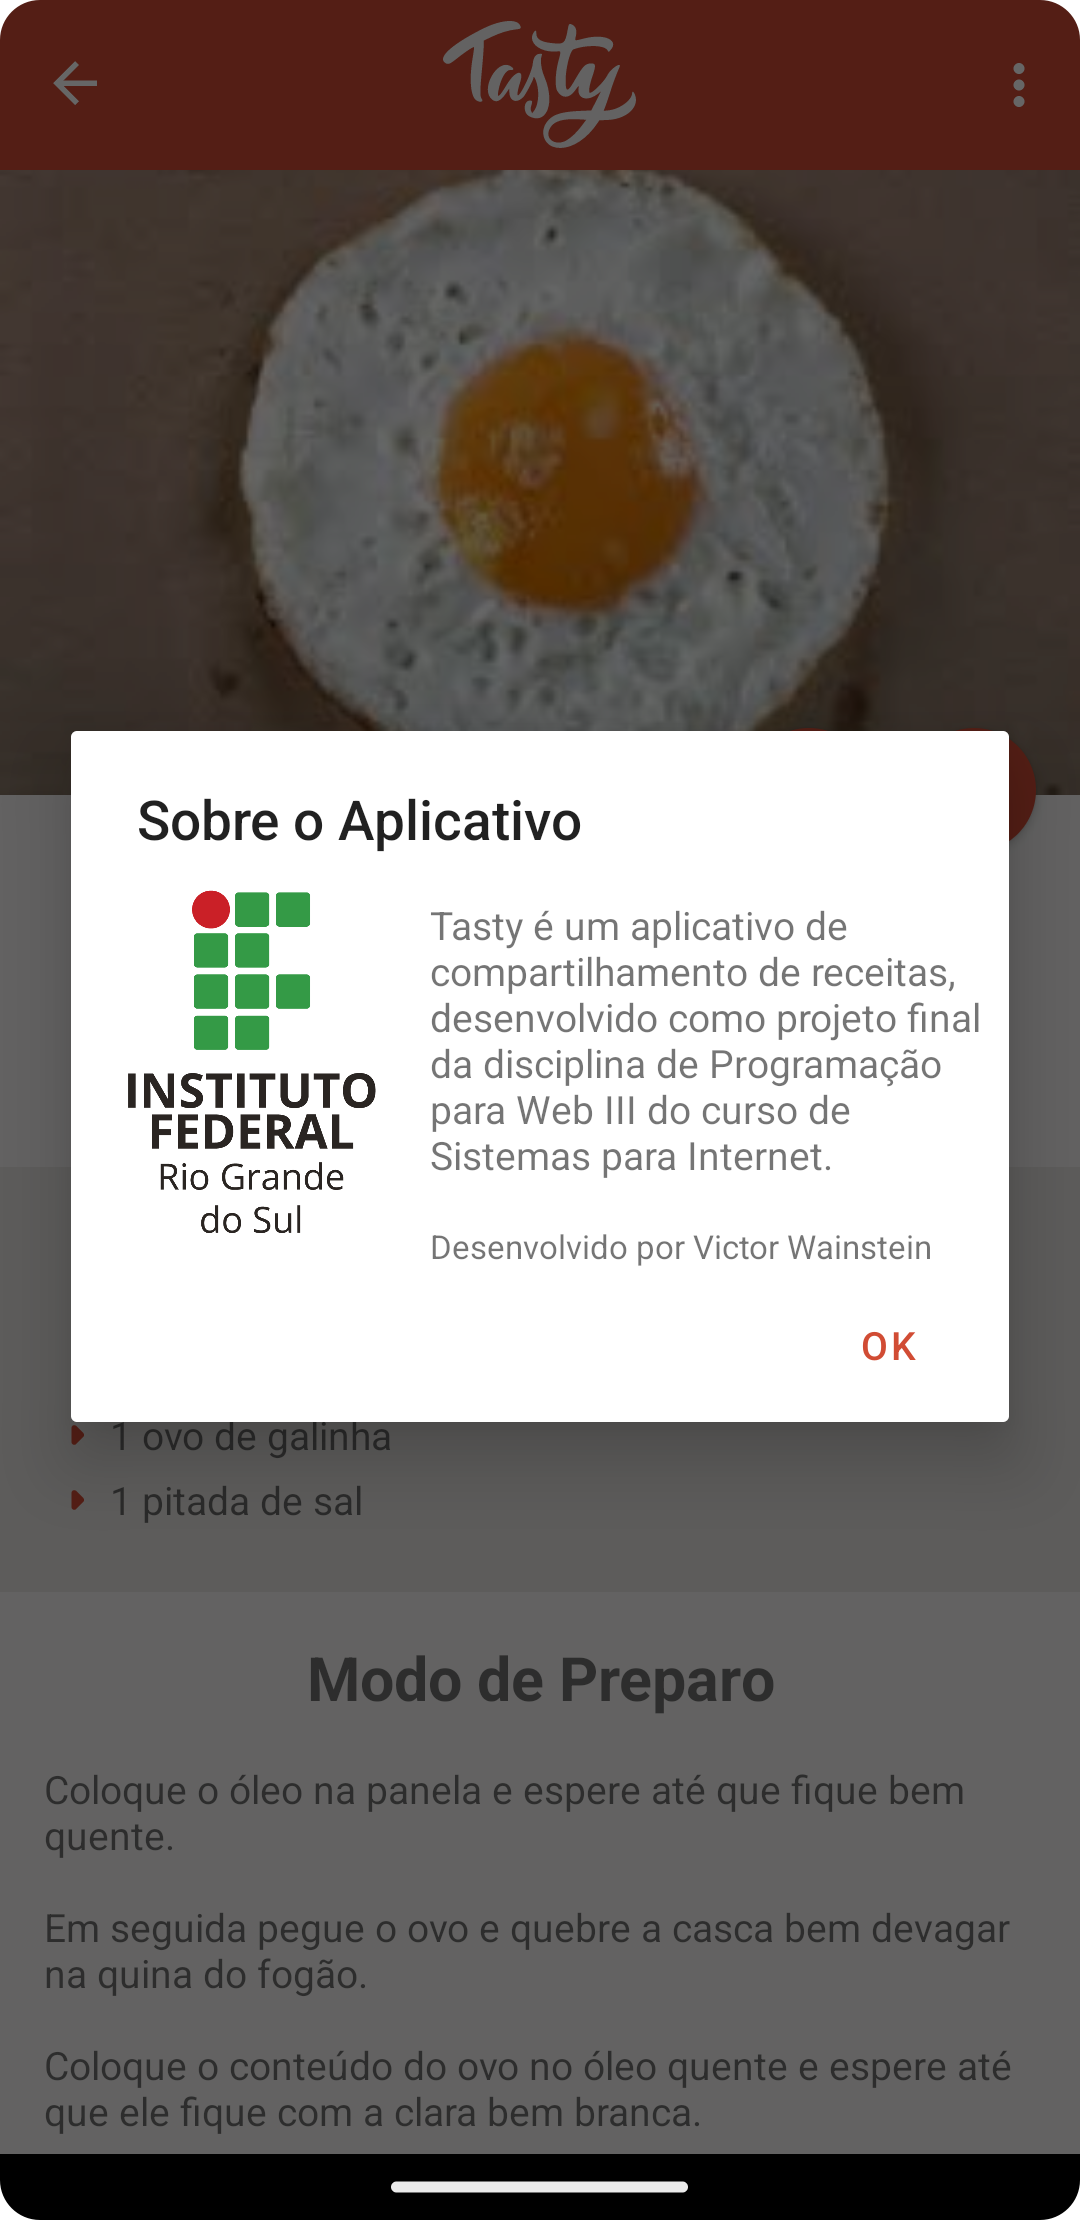 Tasty
Sobre o Aplicativo
INSTITUTO
FEDERAL
Rio Grande
do Sul
Tasty é um aplicativo de
compartilhamento de receitas,
desenvolvido como projeto final
da disciplina de Programação
para Web III do curso de
Sistemas para Internet.
Desenvolvido por Victor Wainstein
OK
1 ovo de galinha
1 pitada de sal
Modo de Preparo
Coloque o óleo na panela e espere até que fique bem
quente.
Em seguida pegue o ovo e quebre a casca bem devagar
na quina do fogão.
Coloque o conteúdo do ovo no óleo quente e espere até
que ele fique com a clara bem branca.